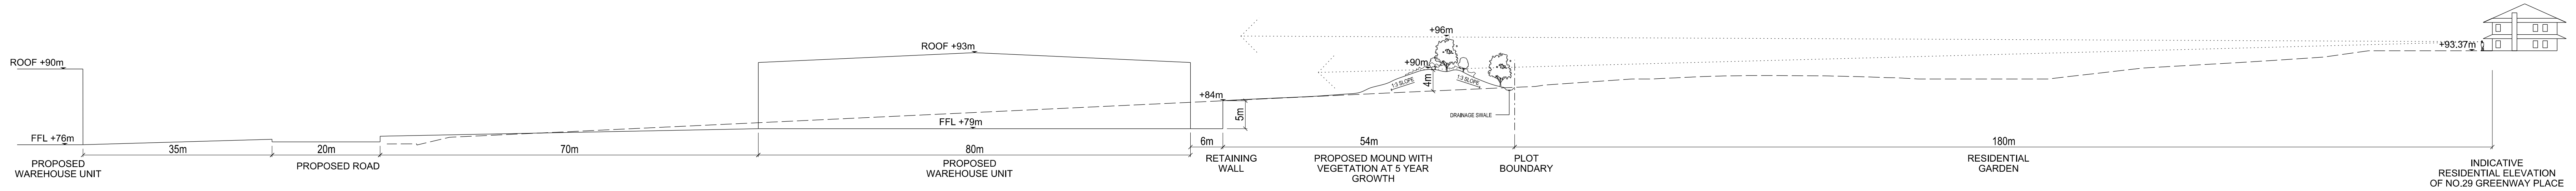 +96m
+93.37m
ROOF +93m
ROOF +90m
+90m
1:3 SLOPE
4m
1:3 SLOPE
+84m
5m
DRAINAGE SWALE
FFL +79m
FFL +76m
35m
20m
70m
80m
6m
54m
180m
PROPOSED
WAREHOUSE UNIT
PROPOSED ROAD
PROPOSED
WAREHOUSE UNIT
RETAINING
WALL
PROPOSED MOUND WITH
VEGETATION AT 5 YEAR
GROWTH
PLOT
BOUNDARY
RESIDENTIAL
GARDEN
INDICATIVE
RESIDENTIAL ELEVATION
OF NO.29 GREENWAY PLACE